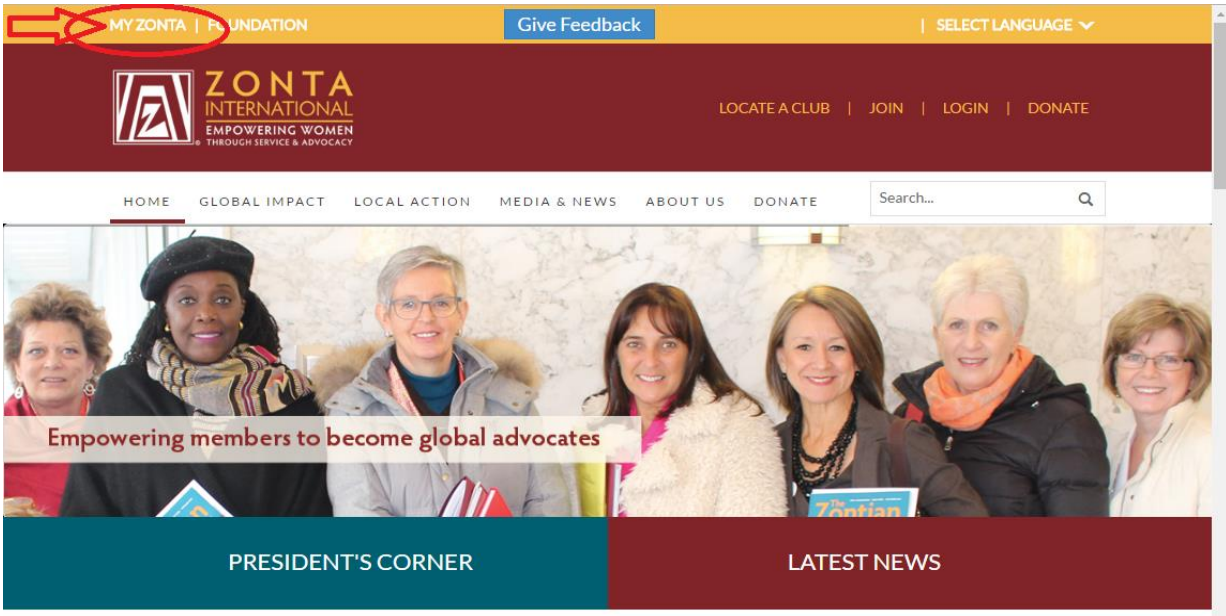 MY ZONTA | FOUNDATION Give Feedback | SELECT LANGUAGE
ZONTA
INTERNATIONAL
EMPOWERING WOMEN
THROUGH SERVICE & ADVOCACY
LOCATE A CLUB | JOIN | LOGIN | DONATE
HOME GLOBAL IMPACT LOCAL ACTION MEDIA & NEWS ABOUT US DONATE Search...
Empowering members to become global advocates
The
Zontian
PRESIDENT'S CORNER LATEST NEWS